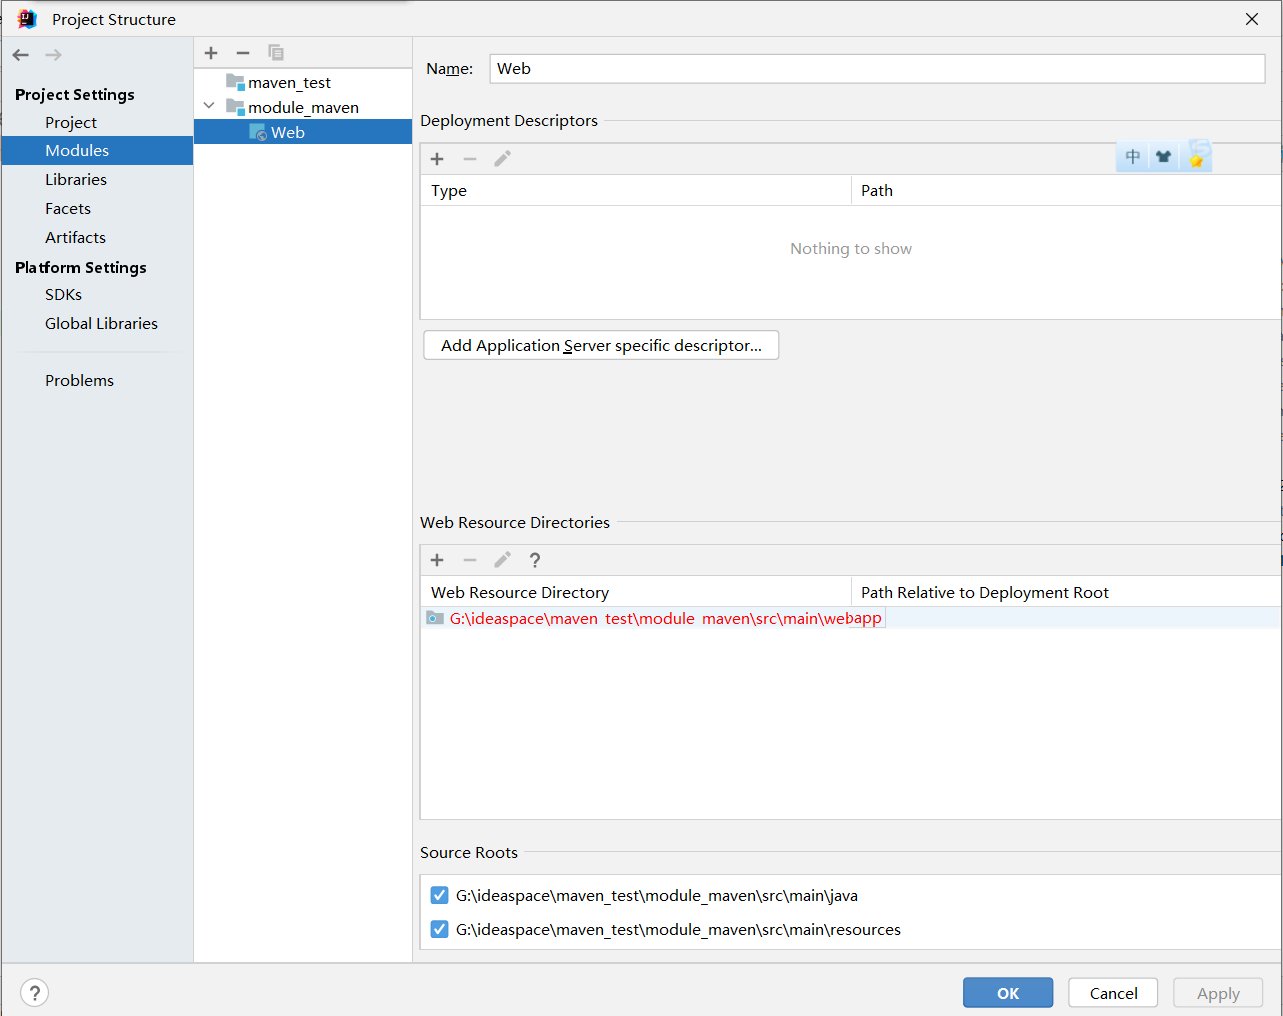 Project Structure
Project Settings
Project
Modules
Libraries
Facets
Artifacts
Platform Settings
SDKs
Global Libraries
Problems
maven_test
module_maven
Web
Name: Web
Deployment Descriptors
中
Type Path
Nothing to show
Add Application Server specific descriptor...
Web Resource Directories
?
Web Resource Directory Path Relative to Deployment Root
G:\ideaspace\maven_test\module_maven\src\main\webapp
Source Roots
G:\ideaspace\maven_test\module_maven\src\main\java
G:\ideaspace\maven_test\module_maven\src\main\resources
? OK Cancel Apply